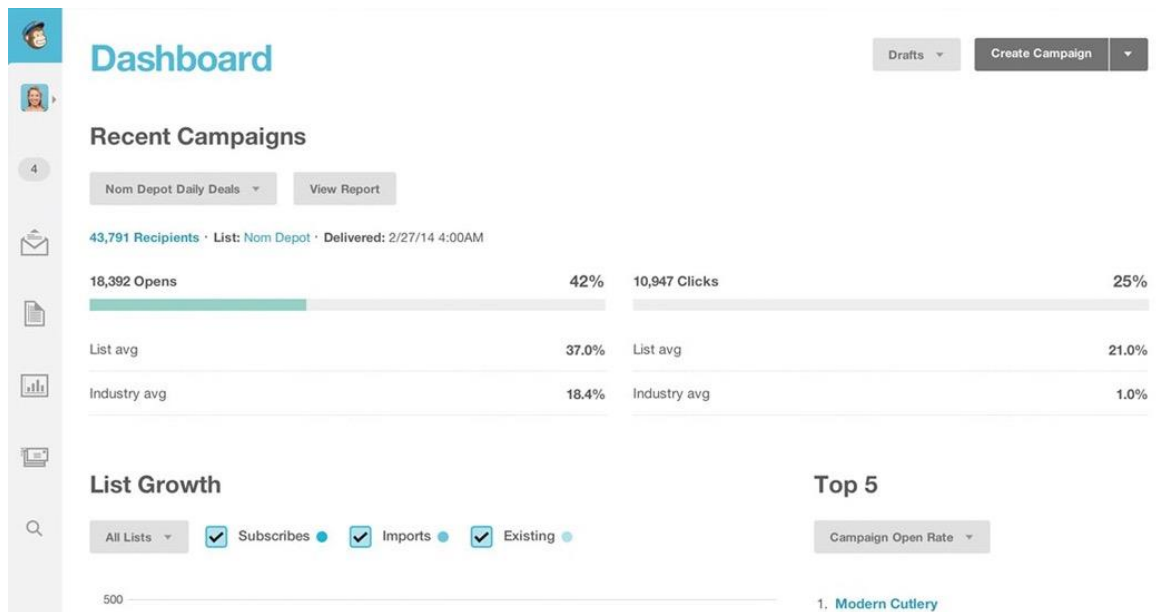 Dashboard
Drafts
Create Campaign
Recent Campaigns
4
Nom Depot Daily Deals
View Report
43,791 Recipients · List: Nom Depot · Delivered: 2/27/14 4:00AM
18,392 Opens 42%
10,947 Clicks 25%
List avg 37.0%
List avg 21.0%
Industry avg 18.4%
Industry avg 1.0%
List Growth
Top 5
All Lists
Subscribes
Imports
Existing
Campaign Open Rate
500
1. Modern Cutlery